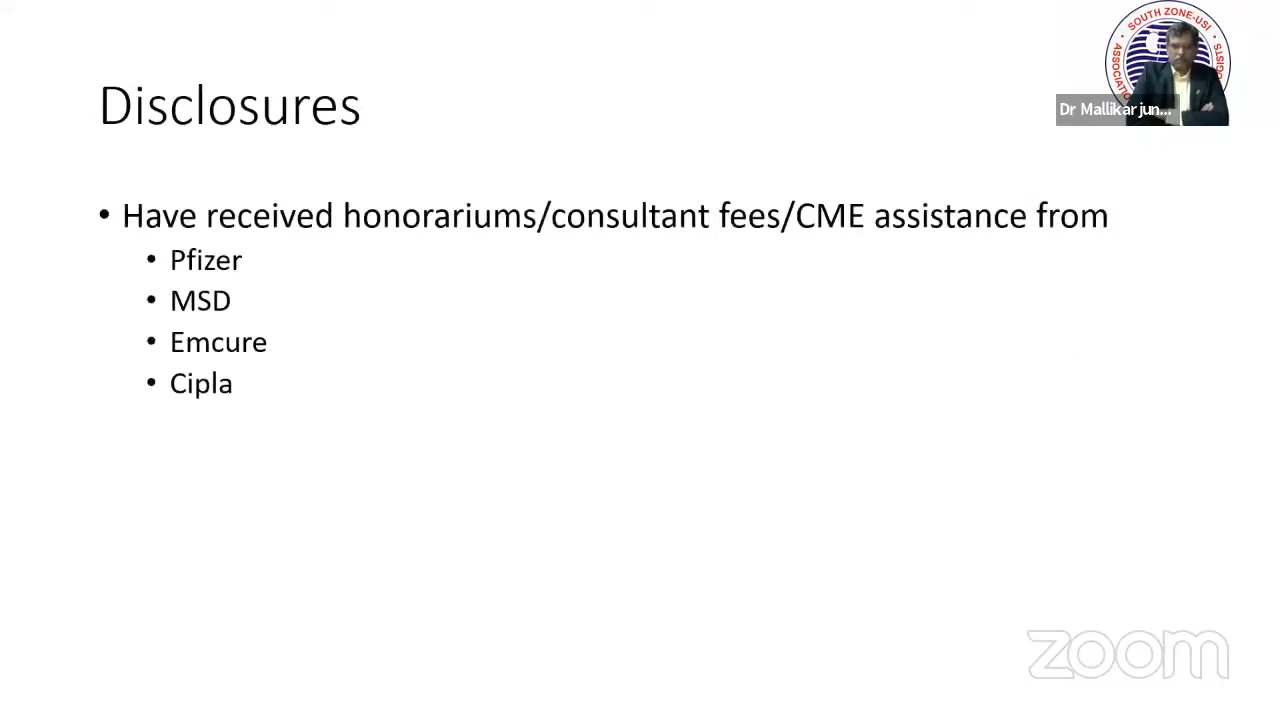 SOUTH ZONE-USI
Dr Mallikarjun...
Disclosures
• Have received honorariums/consultant fees/CME assistance from
• Pfizer
• MSD
• Emcure
• Cipla
zoom